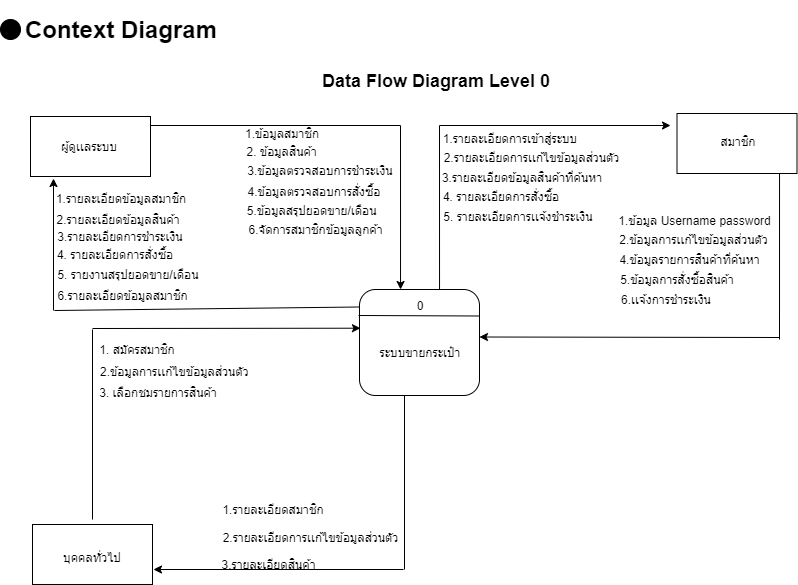 Context Diagram
Data Flow Diagram Level 0
ผู้ดูแลระบบ
1.ข้อมูลสมาชิก
2. ข้อมูลสินค้า
3.ข้อมูลตรวจสอบการชำระเงิน
4.ข้อมูลตรวจสอบการสั่งซื้อ
5.ข้อมูลสรุปยอดขาย/เดือน
6.จัดการสมาชิกข้อมูลลูกค้า
1.รายละเอียดการเข้าสู่ระบบ
2.รายละเอียดการแก้ไขข้อมูลส่วนตัว
3.รายละเอียดข้อมูลสินค้าที่ค้นหา
4. รายละเอียดการสั่งซื้อ
5. รายละเอียดการแจ้งชำระเงิน
สมาชิก
1.รายละเอียดข้อมูลสมาชิก
2.รายละเอียดข้อมูลสินค้า
3.รายละเอียดการชำระเงิน
4. รายละเอียดการสั่งซื้อ
5. รายงานสรุปยอดขาย/เดือน
6.รายละเอียดข้อมูลสมาชิก
1.ข้อมูล Username password
2.ข้อมูลการแก้ไขข้อมูลส่วนตัว
4.ข้อมูลรายการสินค้าที่ค้นหา
5.ข้อมูลการสั่งซื้อสินค้า
6.แจ้งการชำระเงิน
0
ระบบขายกระเป๋า
1. สมัครสมาชิก
2.ข้อมูลการแก้ไขข้อมูลส่วนตัว
3. เลือกชมรายการสินค้า
1.รายละเอียดสมาชิก
2.รายละเอียดการแก้ไขข้อมูลส่วนตัว
3.รายละเอียดสินค้า
บุคคลทั่วไป